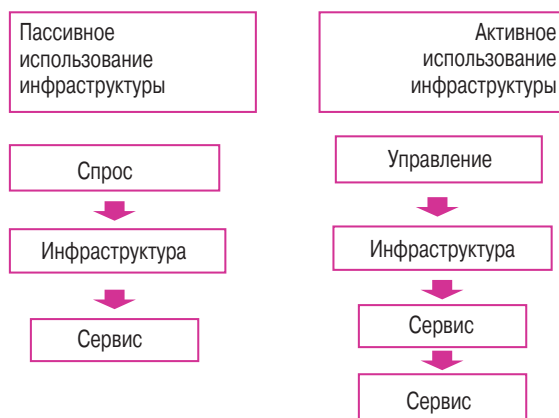 Пассивное
использование
инфраструктуры
Спрос
Инфраструктура
Сервис
Активное
использование
инфраструктуры
Управление
Инфраструктура
Сервис
Сервис